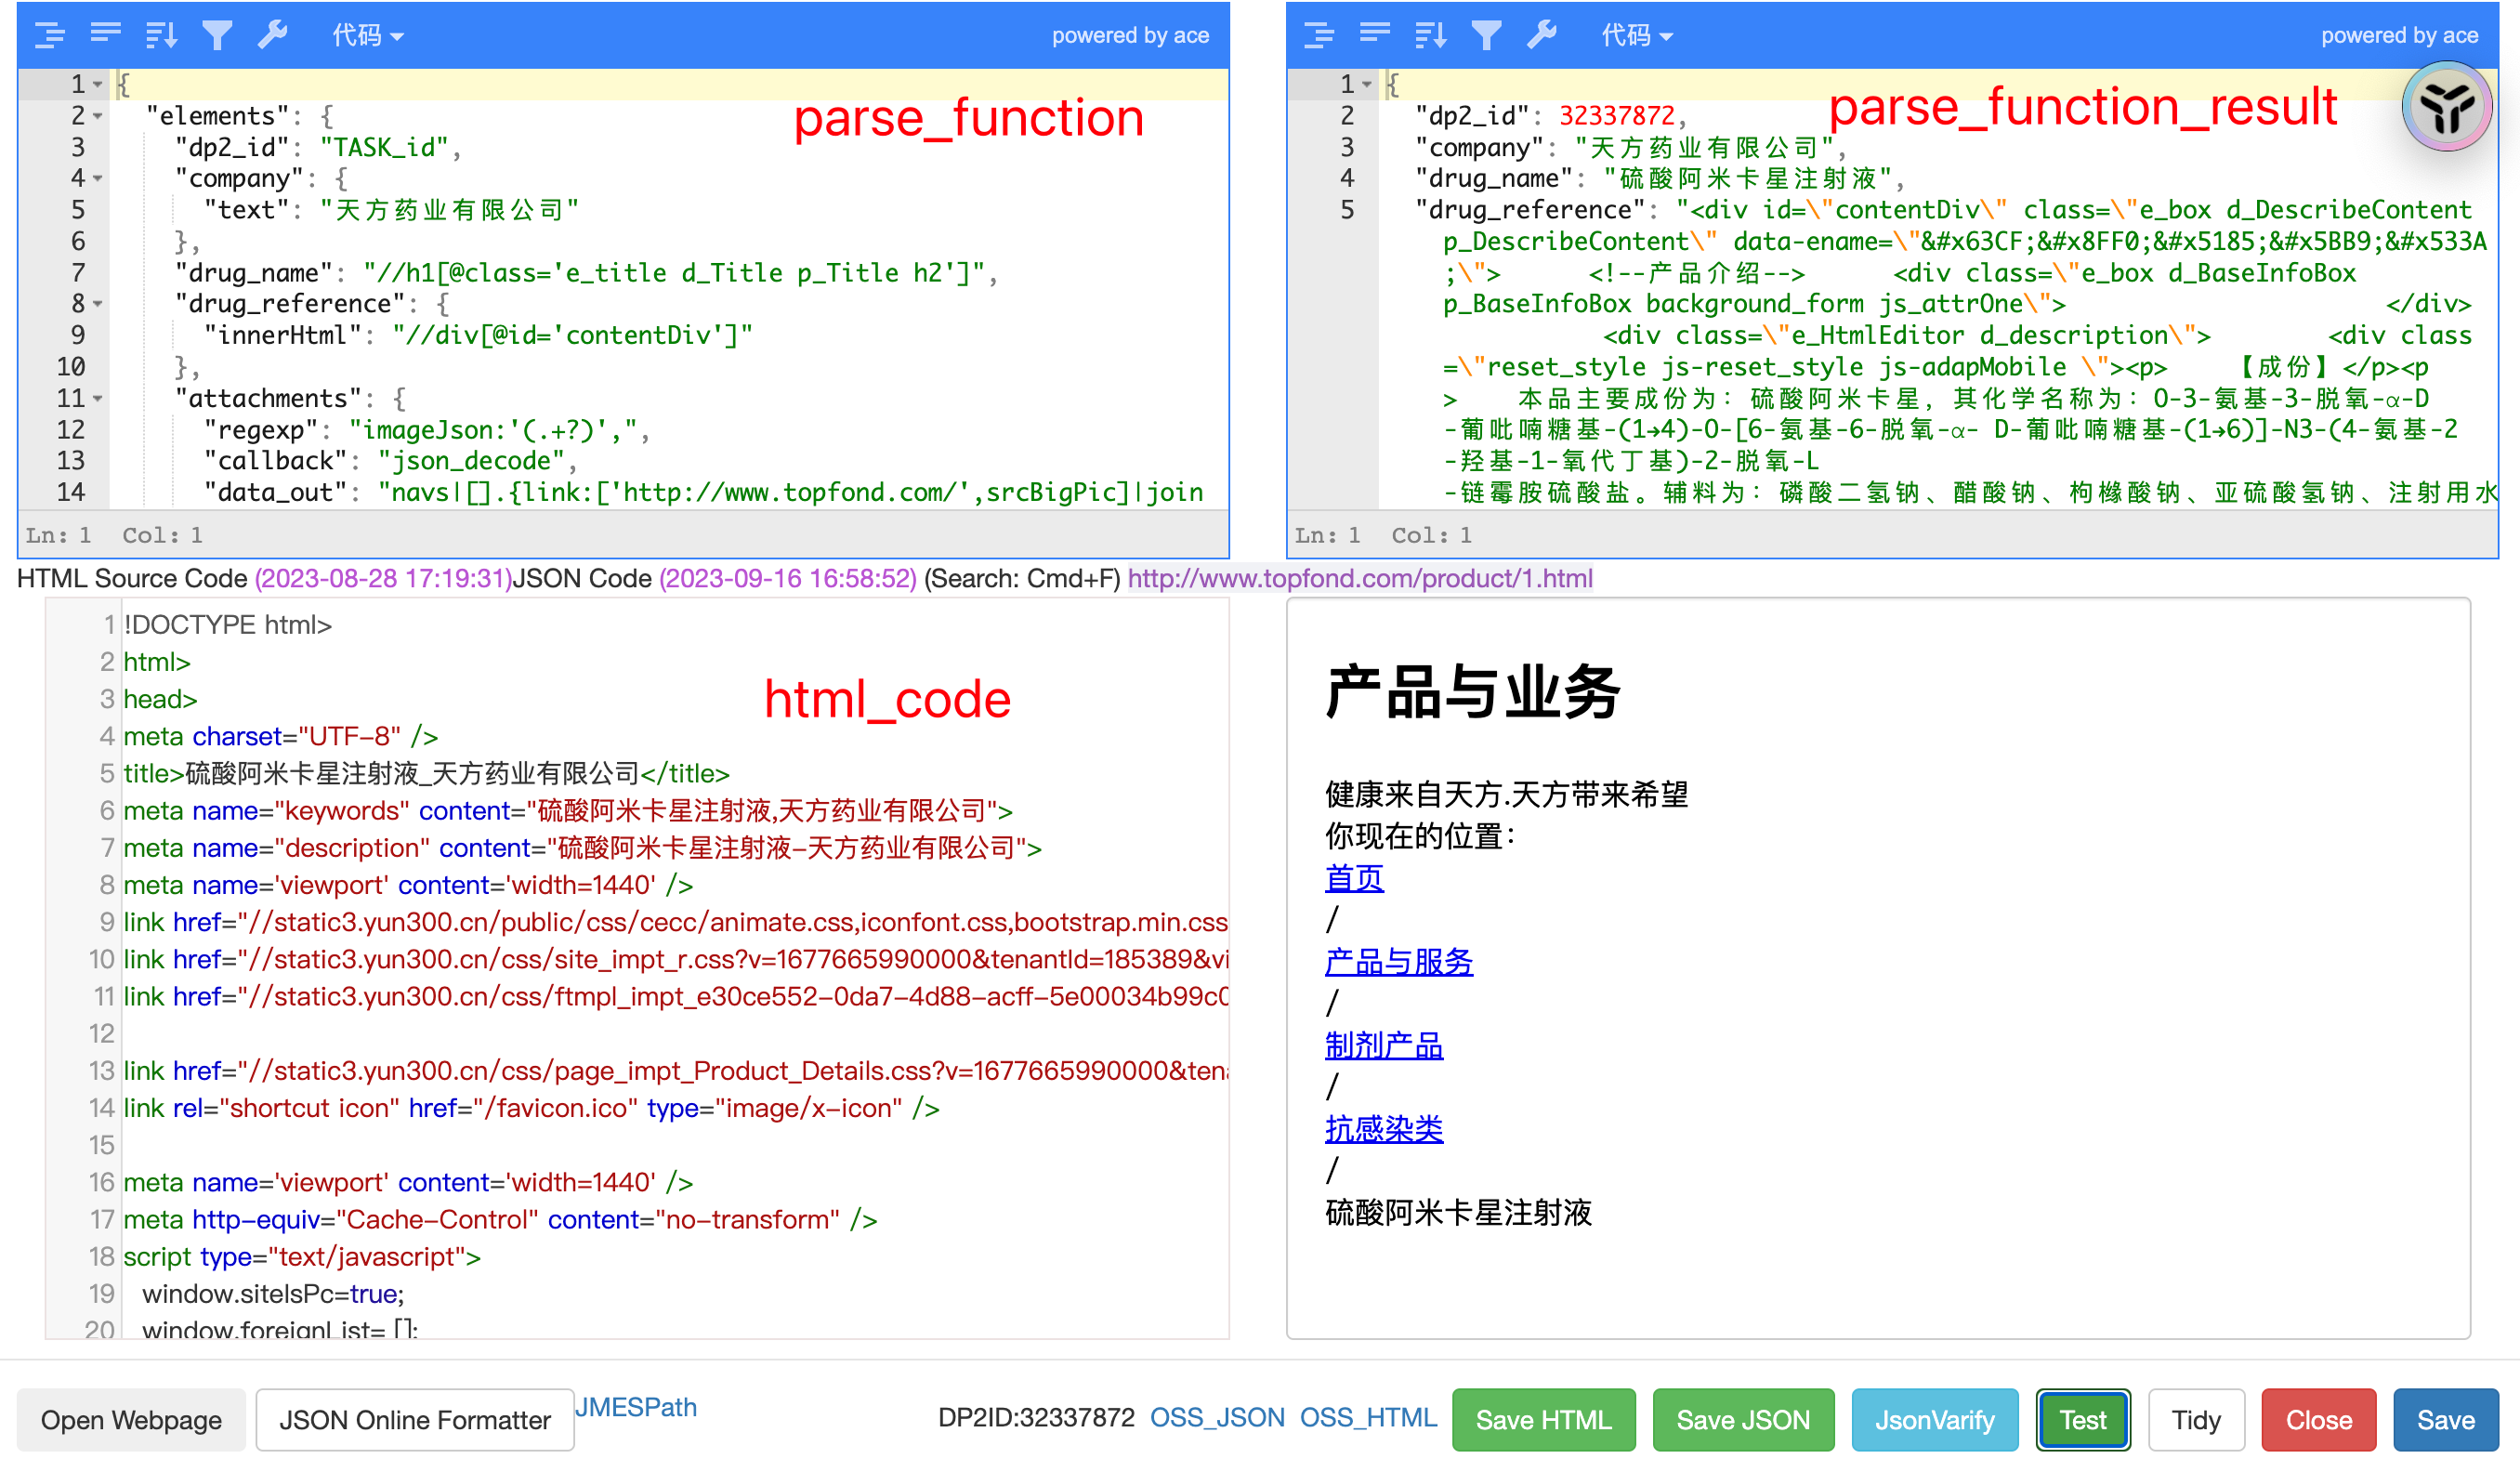 代码
powered by ace
1 {
2 "elements": {
3 "dp2_id": "TASK_id",
4 "company": {
5 "text": "天方药业有限公司"
6 },
7 "drug_name": "//h1[@class='e_title d_Title p_Title h2']",
8 "drug_reference": {
9 "innerHtml": "//div[@id='contentDiv']"
10 },
11 "attachments": {
12 "regexp": "imageJson:'(.+?)',",
13 "callback": "json_decode",
14 "data_out": "navs|[].{link:['http://www.topfond.com/',srcBigPic]|join
parse_function
Ln: 1 Col: 1
代码
powered by ace
1 {
2 "dp2_id": 32337872,
3 "company": "天方药业有限公司",
4 "drug_name": "硫酸阿米卡星注射液",
5 "drug_reference": "<div id=\"contentDiv\" class=\"e_box d_DescribeContent
p_DescribeContent\" data-ename=\"&#x63CF;&#x8FF0;&#x5185;&#x5BB9;&#x533A
;\"> <!--产品介绍--> <div class=\"e_box d_BaseInfoBox
p_BaseInfoBox background_form js_attrOne\"> </div>
<div class=\"e_HtmlEditor d_description\"> <div class
=\"reset_style js-reset_style js-adapMobile \"><p> 【成份】</p><p
> 本品主要成份为：硫酸阿米卡星，其化学名称为：O-3-氨基-3-脱氧-α-D
-葡吡喃糖基-(1→4)-O-[6-氨基-6-脱氧-α- D-葡吡喃糖基-(1→6)]-N3-(4-氨基-2
-羟基-1-氧代丁基)-2-脱氧-L
-链霉胺硫酸盐。辅料为：磷酸二氢钠、醋酸钠、枸橼酸钠、亚硫酸氢钠、注射用水
parse_function_result
Ln: 1 Col: 1
HTML Source Code (2023-08-28 17:19:31)JSON Code (2023-09-16 16:58:52) (Search: Cmd+F) http://www.topfond.com/product/1.html
1 !DOCTYPE html>
2 html>
3 head>
4 meta charset="UTF-8" />
5 title>硫酸阿米卡星注射液_天方药业有限公司</title>
6 meta name="keywords" content="硫酸阿米卡星注射液,天方药业有限公司">
7 meta name="description" content="硫酸阿米卡星注射液-天方药业有限公司">
8 meta name='viewport' content='width=1440' />
9 link href="//static3.yun300.cn/public/css/cecc/animate.css,iconfont.css,bootstrap.min.css
10 link href="//static3.yun300.cn/css/site_impt_r.css?v=1677665990000&tenantId=185389&vi
11 link href="//static3.yun300.cn/css/ftmpl_impt_e30ce552-0da7-4d88-acff-5e00034b99c0
12
13 link href="//static3.yun300.cn/css/page_impt_Product_Details.css?v=1677665990000&tena
14 link rel="shortcut icon" href="/favicon.ico" type="image/x-icon" />
15
16 meta name='viewport' content='width=1440' />
17 meta http-equiv="Cache-Control" content="no-transform" />
18 script type="text/javascript">
19 window.siteIsPc=true;
20 window.foreignList= [];
html_code
产品与业务
健康来自天方.天方带来希望
你现在的位置：
首页
/
产品与服务
/
制剂产品
/
抗感染类
/
硫酸阿米卡星注射液
Open Webpage
JSON Online Formatter
JMESPath
DP2ID:32337872
OSS_JSON
OSS_HTML
Save HTML
Save JSON
JsonVarify
Test
Tidy
Close
Save